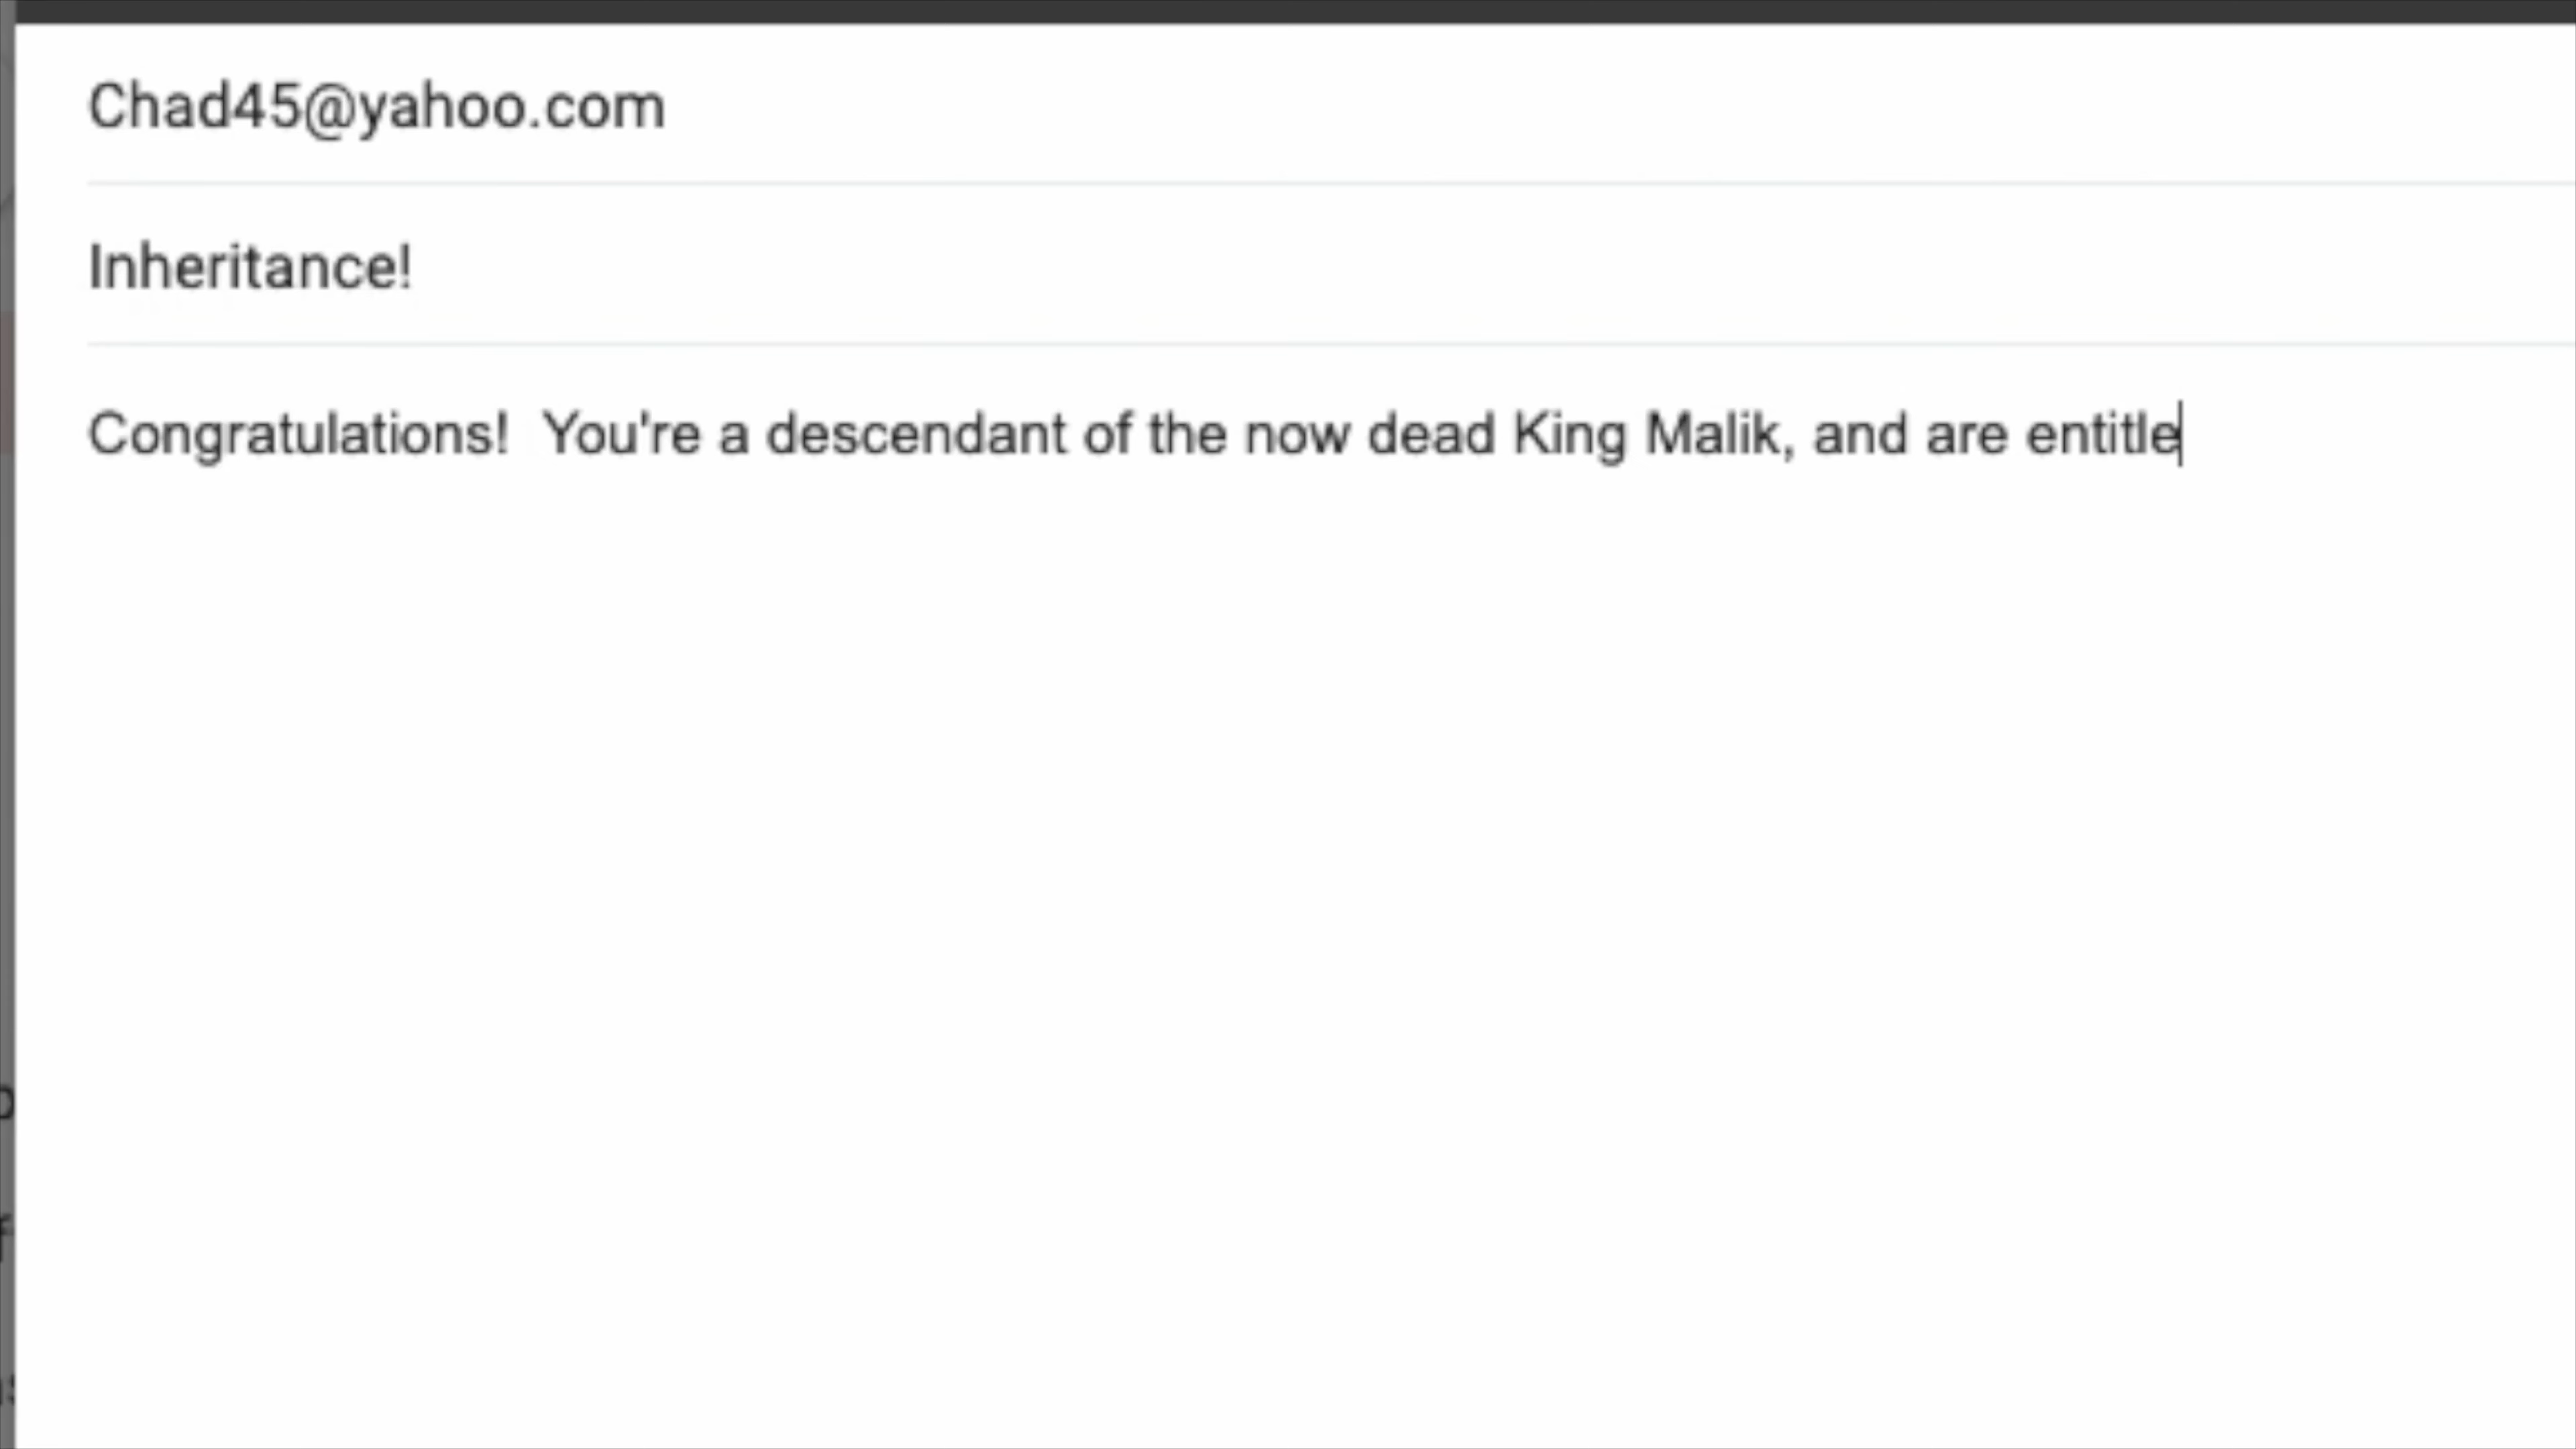 Chad45@yahoo.com
Inheritance!
Congratulations!  You're a descendant of the now dead King Malik, and are entitle